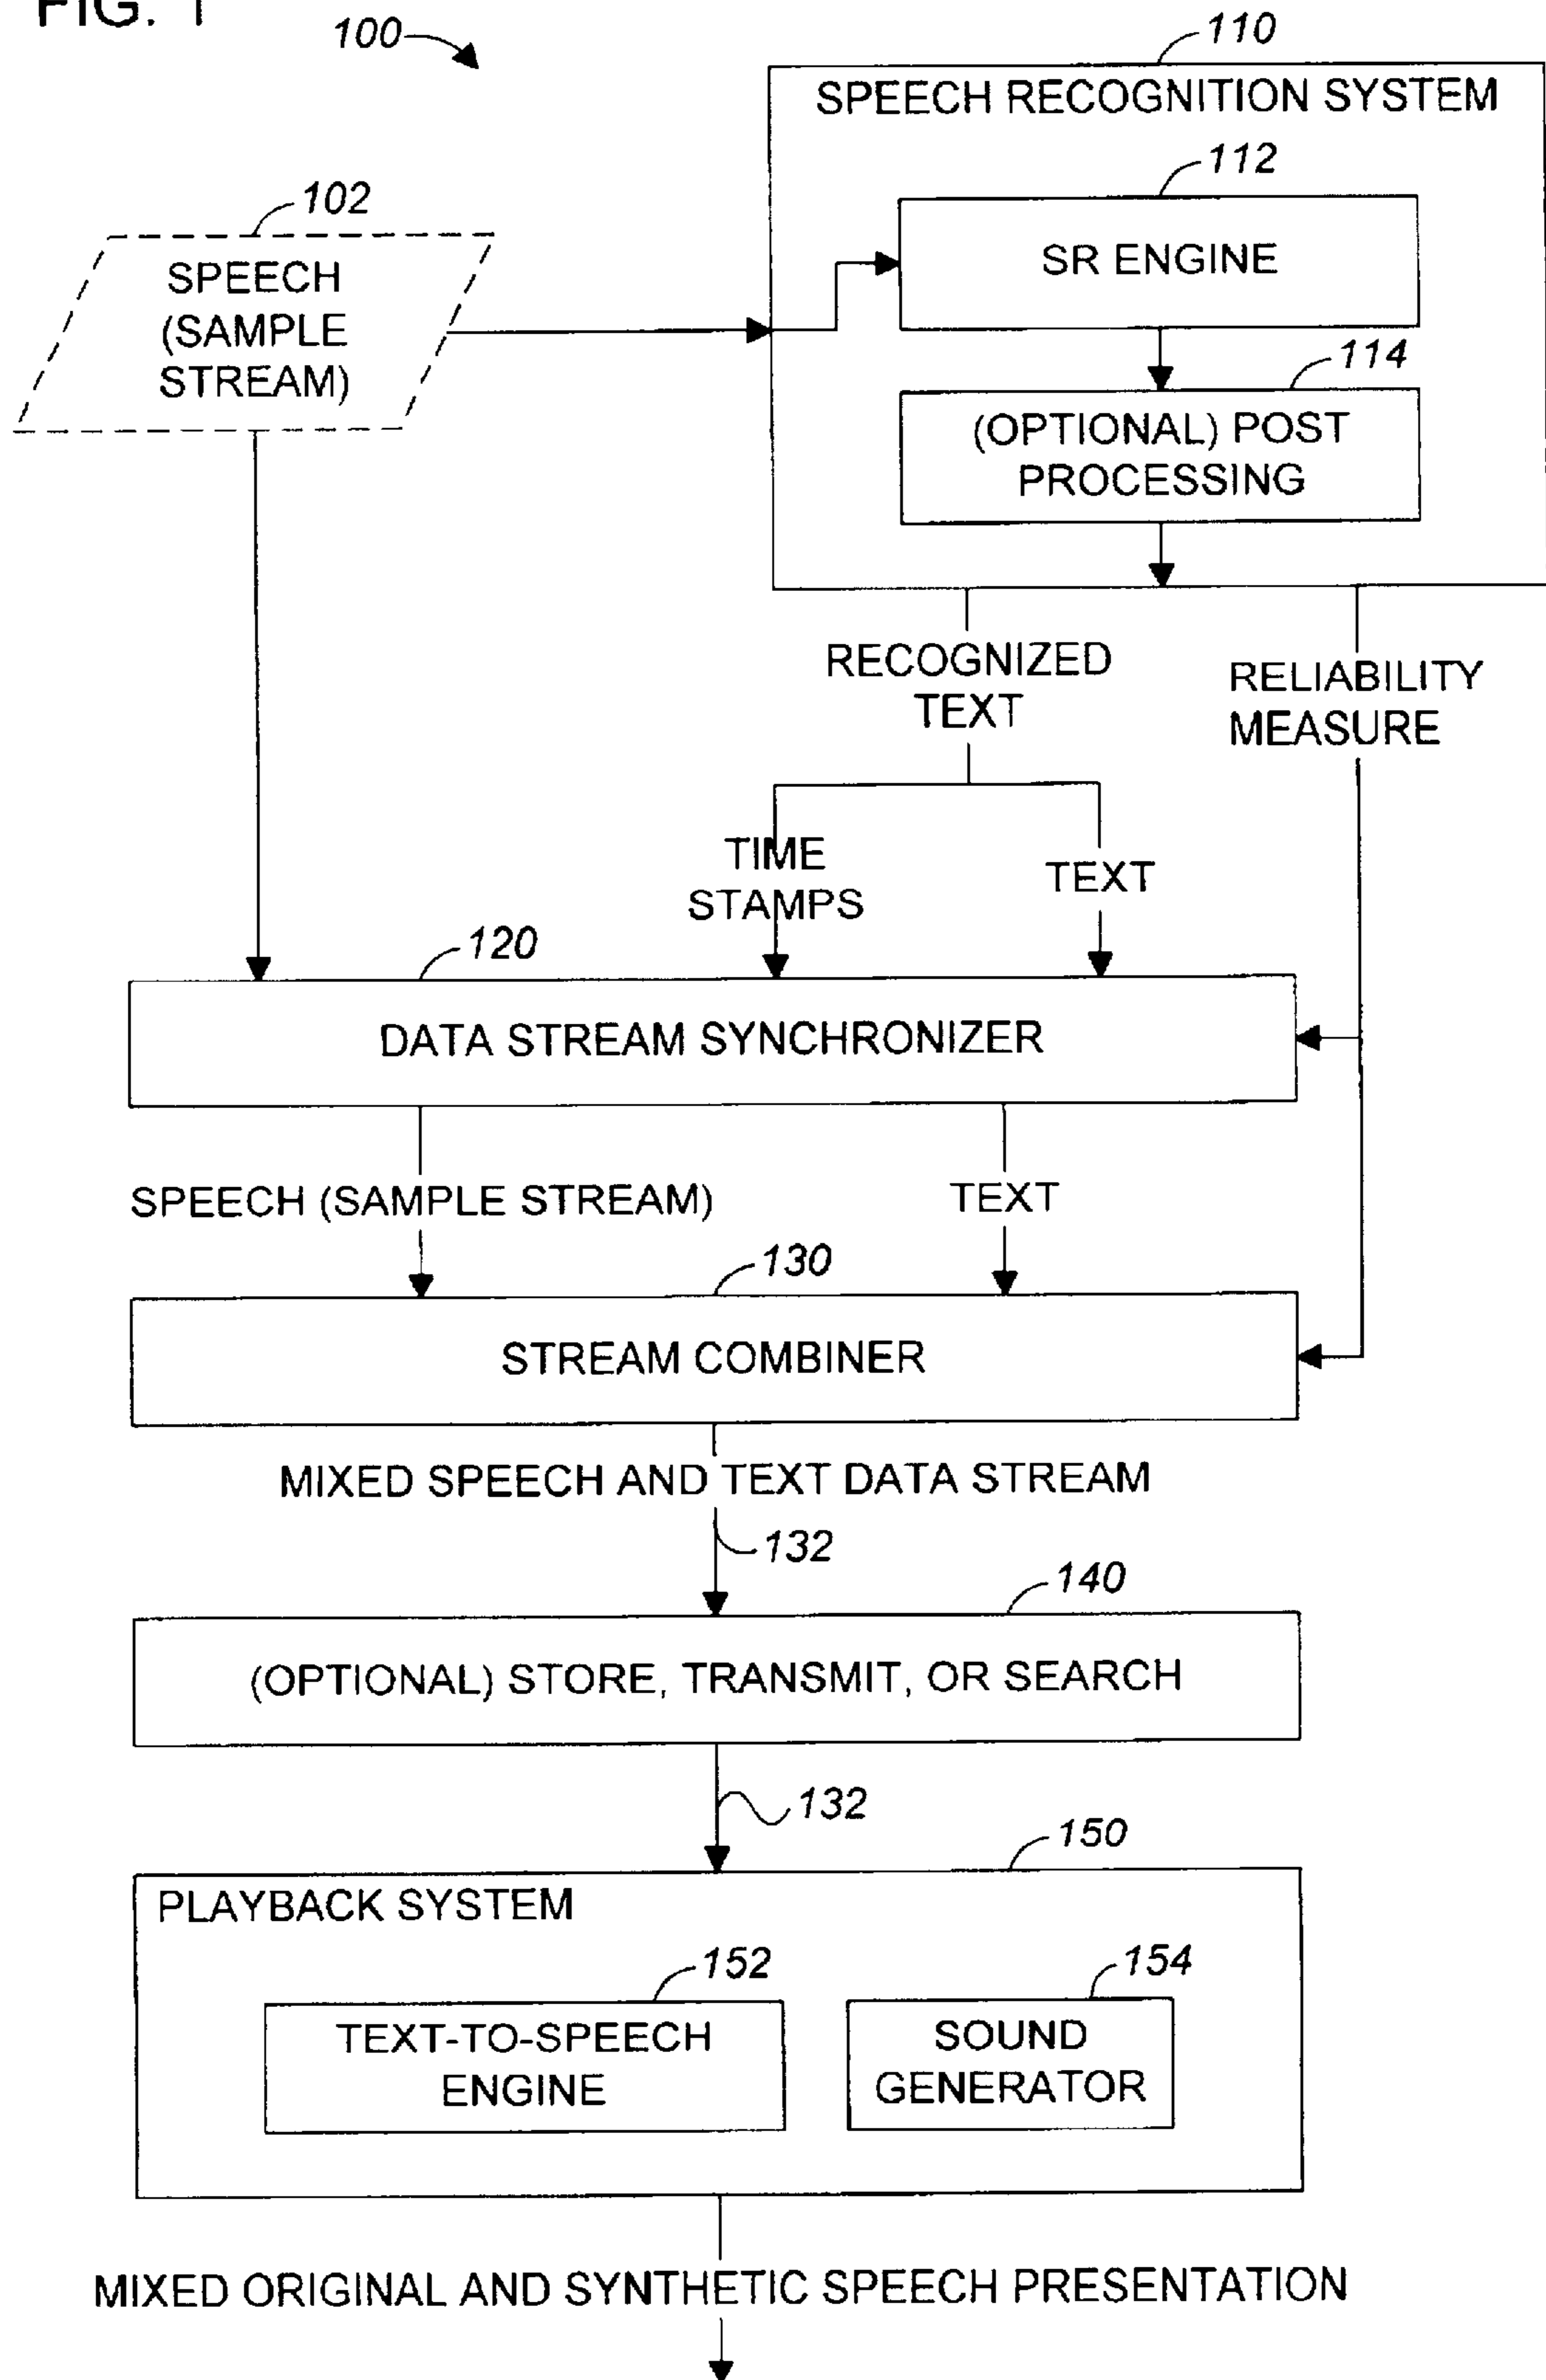 FIG. 1
100
110
SPEECH RECOGNITION SYSTEM
112
SR ENGINE
102
SPEECH
(SAMPLE
STREAM)
114
(OPTIONAL) POST
PROCESSING
RECOGNIZED
TEXT
RELIABILITY
MEASURE
TIME
STAMPS
TEXT
120
DATA STREAM SYNCHRONIZER
SPEECH (SAMPLE STREAM)
TEXT
130
STREAM COMBINER
MIXED SPEECH AND TEXT DATA STREAM
132
140
(OPTIONAL) STORE, TRANSMIT, OR SEARCH
132
150
PLAYBACK SYSTEM
152
TEXT-TO-SPEECH
ENGINE
154
SOUND
GENERATOR
MIXED ORIGINAL AND SYNTHETIC SPEECH PRESENTATION